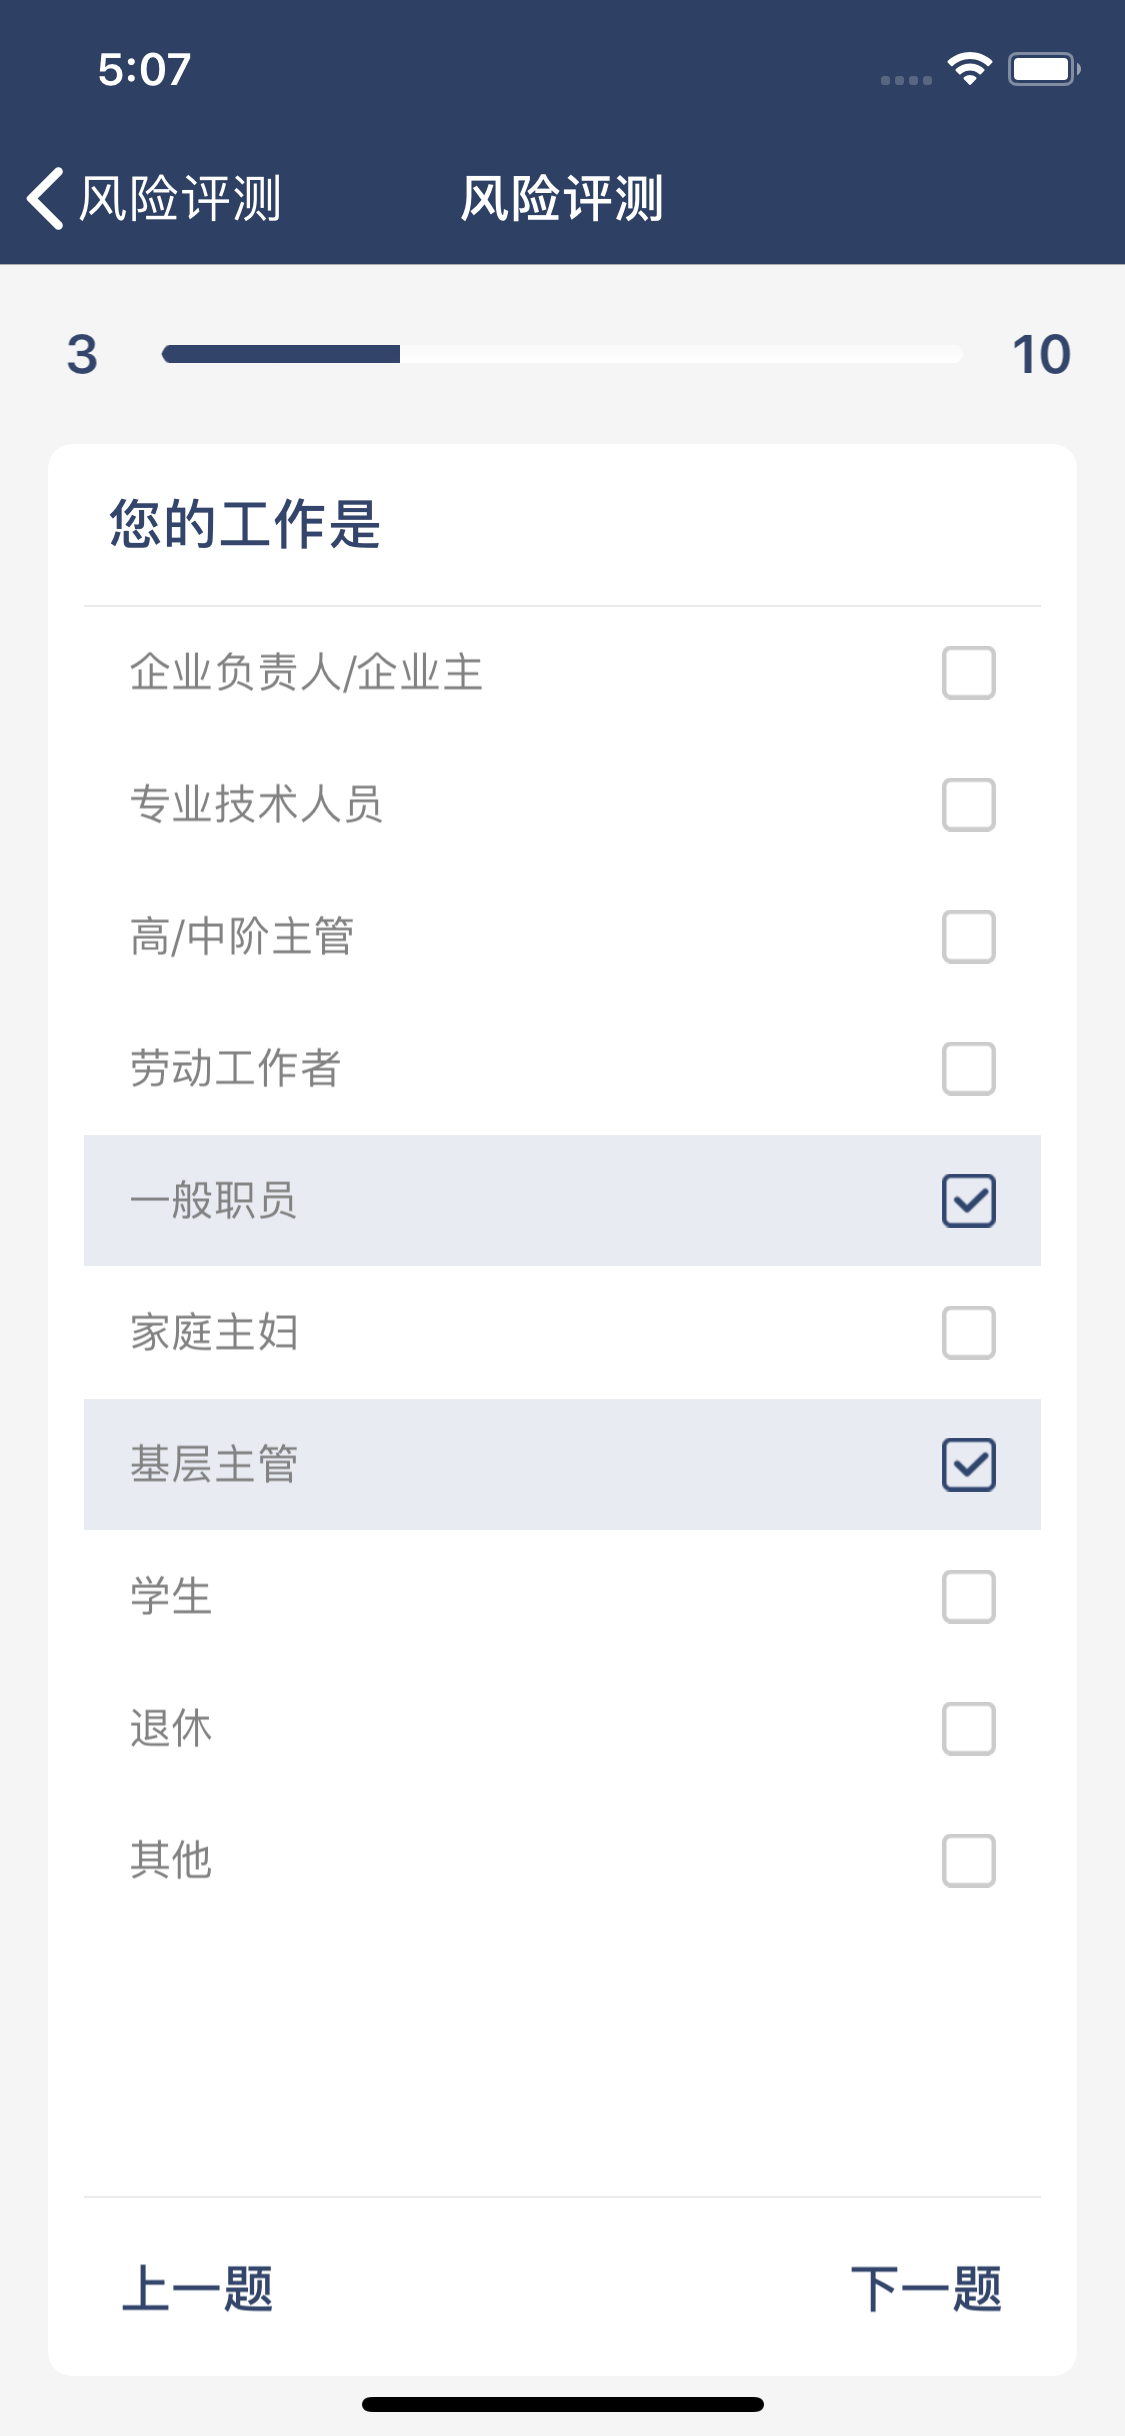 5:07
风险评测
风险评测
3
10
您的工作是
企业负责人/企业主
专业技术人员
高/中阶主管
劳动工作者
一般职员
家庭主妇
基层主管
学生
退休
其他
上一题
下一题